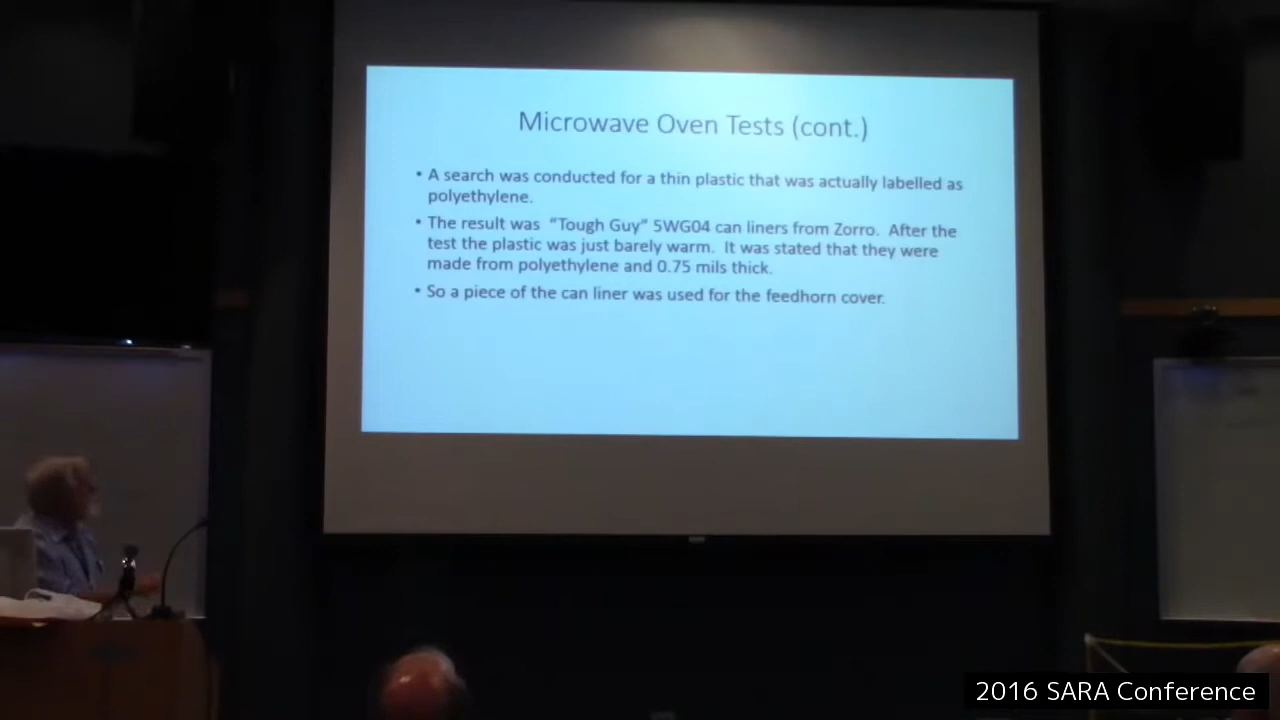 Microwave Oven Tests (cont.)
• A search was conducted for a thin plastic that was actually labelled as
polyethylene.
• The result was “Tough Guy” 5WG04 can liners from Zorro. After the
test the plastic was just barely warm. It was stated that they were
made from polyethylene and 0.75 mils thick.
• So a piece of the can liner was used for the feedhorn cover.
2016 SARA Conference